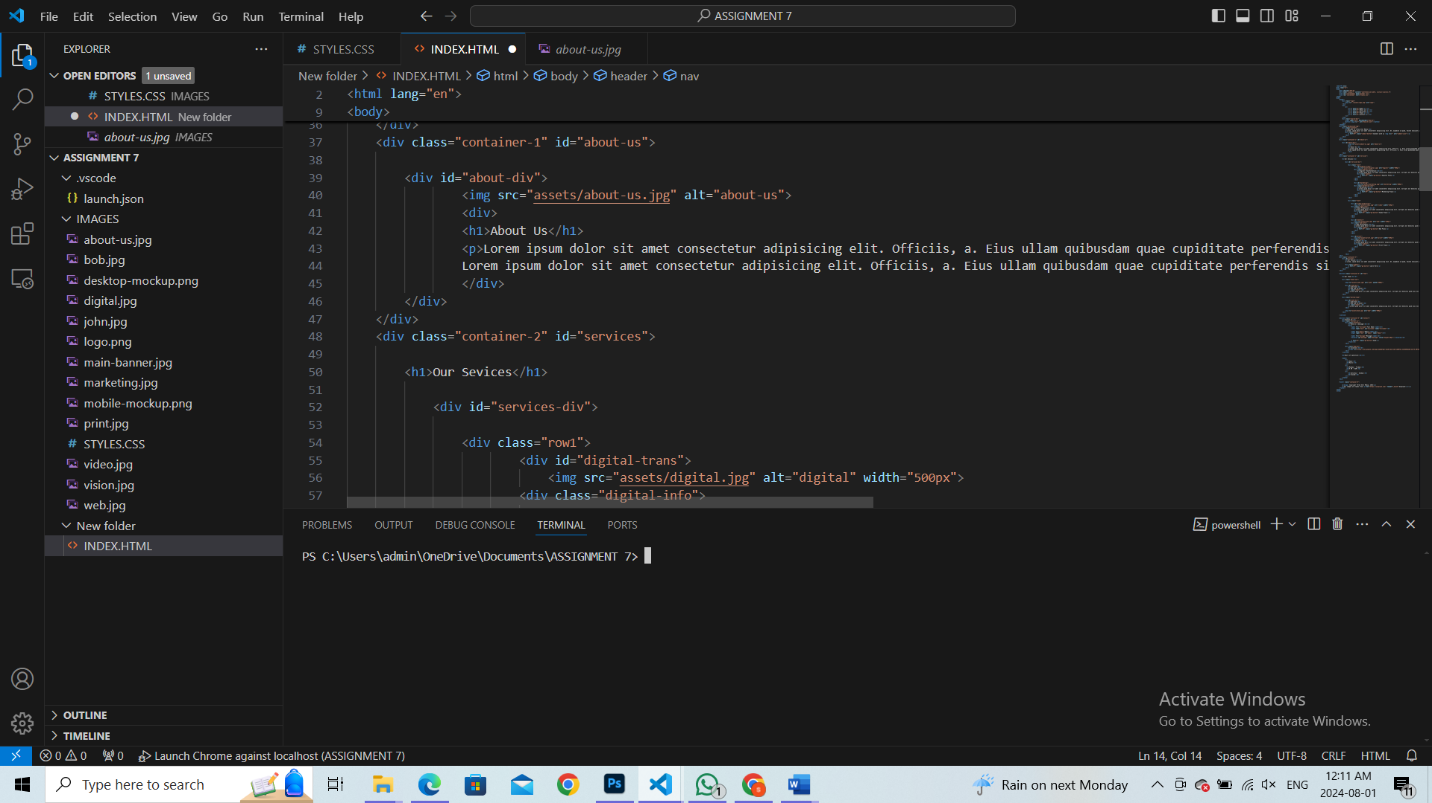 File Edit Selection View Go Run Terminal Help
ASSIGNMENT 7
EXPLORER
OPEN EDITORS 1 unsaved
# STYLES.CSS IMAGES
<> INDEX.HTML New folder
about-us.jpg IMAGES
ASSIGNMENT 7
.vscode
{} launch.json
IMAGES
about-us.jpg
bob.jpg
desktop-mockup.png
digital.jpg
john.jpg
logo.png
main-banner.jpg
marketing.jpg
mobile-mockup.png
print.jpg
# STYLES.CSS
video.jpg
vision.jpg
web.jpg
New folder
<> INDEX.HTML
OUTLINE
TIMELINE
# STYLES.CSS <> INDEX.HTML about-us.jpg
New folder > <> INDEX.HTML > html > body > header > nav
2 <html lang="en">
9 <body>
36 </div>
37 <div class="container-1" id="about-us">
38
39 <div id="about-div">
40 <img src="assets/about-us.jpg" alt="about-us">
41 <div>
42 <h1>About Us</h1>
43 <p>Lorem ipsum dolor sit amet consectetur adipisicing elit. Officiis, a. Eius ullam quibusdam quae cupiditate perferendis
44 Lorem ipsum dolor sit amet consectetur adipisicing elit. Officiis, a. Eius ullam quibusdam quae cupiditate perferendis si
45 </div>
46 </div>
47 </div>
48 <div class="container-2" id="services">
49
50 <h1>Our Sevices</h1>
51
52 <div id="services-div">
53
54 <div class="row1">
55 <div id="digital-trans">
56 <img src="assets/digital.jpg" alt="digital" width="500px">
57 <div class="digital-info">
PROBLEMS OUTPUT DEBUG CONSOLE TERMINAL PORTS
powershell
PS C:\Users\admin\OneDrive\Documents\ASSIGNMENT 7>
Activate Windows
Go to Settings to activate Windows.
0 0 0 Launch Chrome against localhost (ASSIGNMENT 7)
Ln 14, Col 14 Spaces: 4 UTF-8 CRLF HTML
Type here to search
Rain on next Monday
ENG
12:11 AM
2024-08-01
11